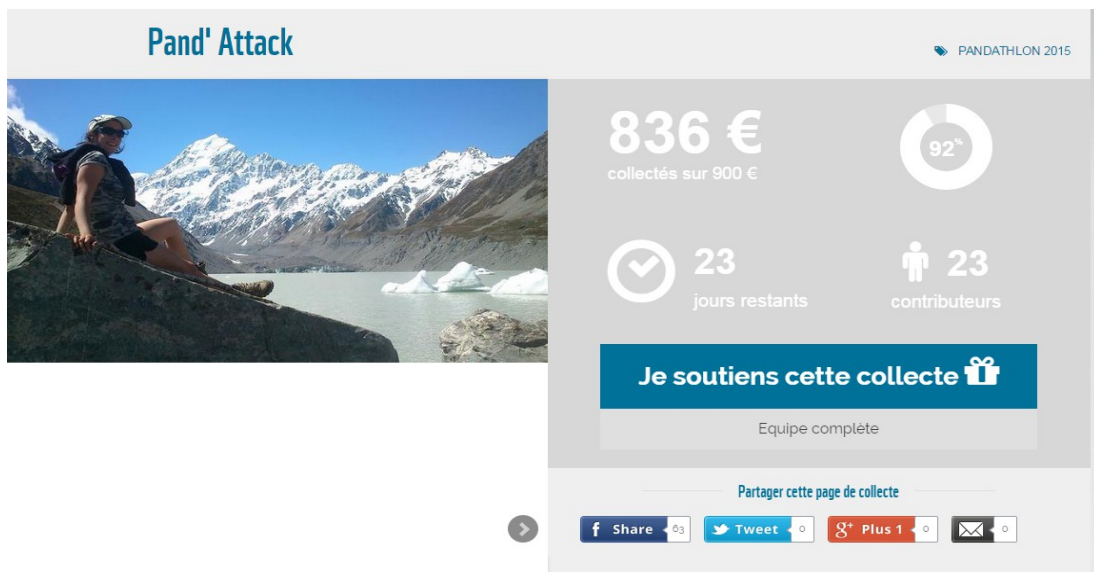 Pand' Attack
PANDATHLON 2015
836 €
collectés sur 900 €
92%
23
jours restants
23
contributeurs
Je soutiens cette collecte
Equipe complète
Partager cette page de collecte
f Share 63
Tweet 0
g+ Plus 1 0
0